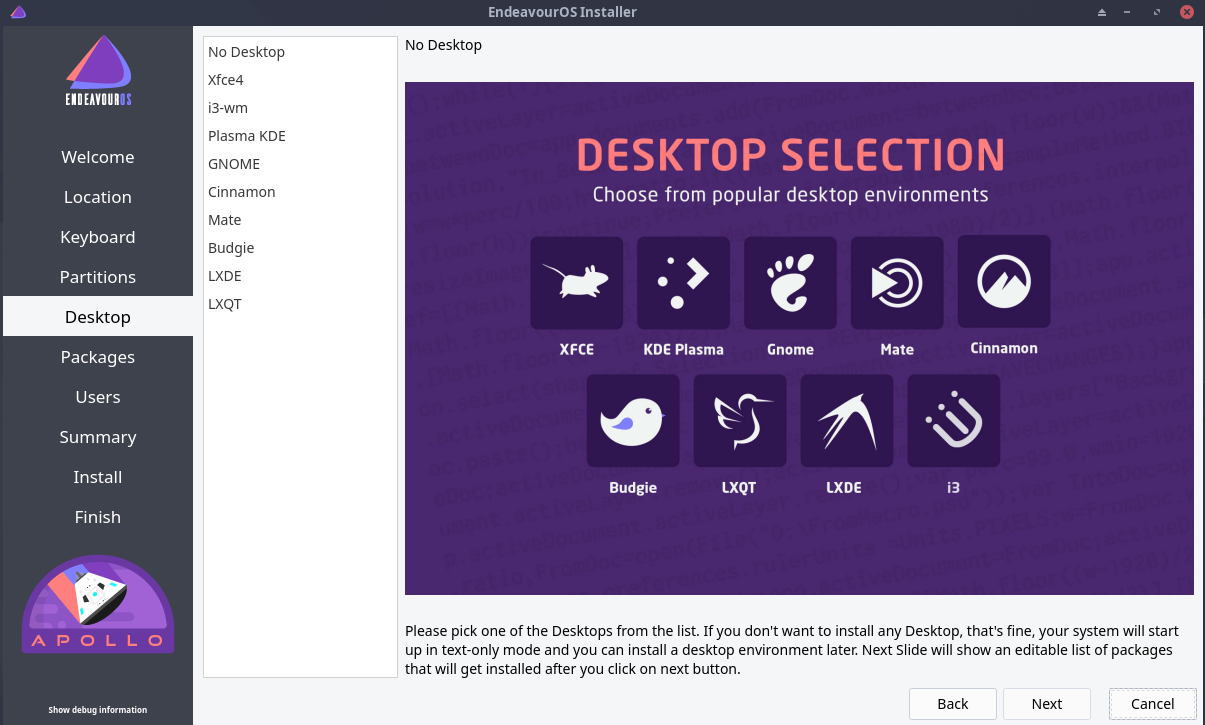 EndeavourOS Installer
ENDEAVOUROS
Welcome
Location
Keyboard
Partitions
Desktop
Packages
Users
Summary
Install
Finish
APOLLO
Show debug information
No Desktop
Xfce4
i3-wm
Plasma KDE
GNOME
Cinnamon
Mate
Budgie
LXDE
LXQT
No Desktop
DESKTOP SELECTION
Choose from popular desktop environments
XFCE
KDE Plasma
Gnome
Mate
Cinnamon
Budgie
LXQT
LXDE
i3
Please pick one of the Desktops from the list. If you don't want to install any Desktop, that's fine, your system will start
up in text-only mode and you can install a desktop environment later. Next Slide will show an editable list of packages
that will get installed after you click on next button.
Back
Next
Cancel